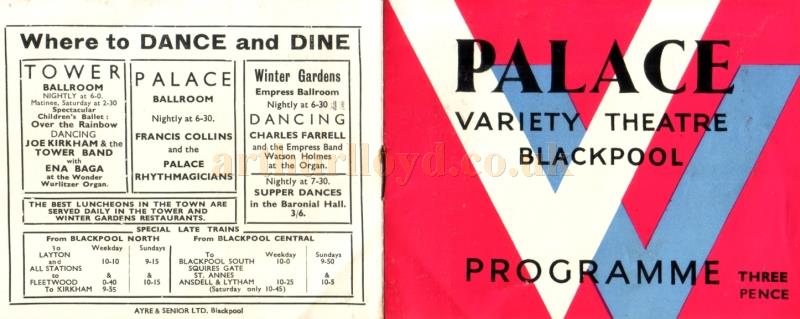 Where to DANCE and DINE
TOWER
BALLROOM
NIGHTLY at 6-0.
Matinee, Saturday at 2-30
Spectacular
Children's Ballet :
Over the Rainbow
DANCING
JOE KIRKHAM & the
TOWER BAND
with
ENA BAGA
at the Wonder
Wurlitzer Organ.
PALACE
BALLROOM
Nightly at 6-30.
FRANCIS COLLINS
and the
PALACE
RHYTHMAGICIANS
Winter Gardens
Empress Ballroom
Nightly at 6-30
DANCING
CHARLES FARRELL
and the Empress Band
Watson Holmes
at the Organ.
Nightly at 7-30.
SUPPER DANCES
in the Baronial Hall.
3/6.
THE BEST LUNCHEONS IN THE TOWN ARE
SERVED DAILY IN THE TOWER AND
WINTER GARDENS RESTAURANTS.
SPECIAL LATE TRAINS
From BLACKPOOL NORTH
To Weekday Sundays
LAYTON 10-10 9-15
and
ALL STATIONS & &
to
FLEETWOOD 0-40 10-15
To KIRKHAM 9-55
From BLACKPOOL CENTRAL
To Weekday Sundays
BLACKPOOL SOUTH 10-0 9-50
SQUIRES GATE
ST. ANNES & &
ANSDELL & LYTHAM 10-25 10-5
(Saturday only 10-45)
AYRE & SENIOR LTD. Blackpool
PALACE
VARIETY THEATRE
BLACKPOOL
PROGRAMME THREE
PENCE
arthurlloyd.co.uk